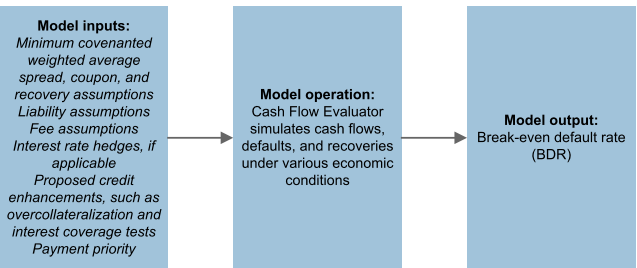 Model inputs:
Minimum covenanted
weighted average
spread, coupon, and
recovery assumptions
Liability assumptions
Fee assumptions
Interest rate hedges, if
applicable
Proposed credit
enhancements, such as
overcollateralization and
interest coverage tests
Payment priority
Model operation:
Cash Flow Evaluator
simulates cash flows,
defaults, and recoveries
under various economic
conditions
Model output:
Break-even default rate
(BDR)